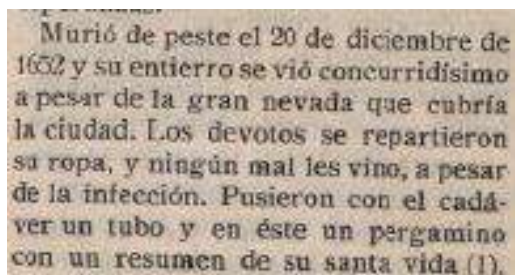 Murió de peste el 20 de diciembre de
1652 y su entierro se vió concurridísimo
a pesar de la gran nevada que cubría
la ciudad. Los devotos se repartieron
su ropa, y ningún mal les vino, a pesar
de la infección. Pusieron con el cadá-
ver un tubo y en éste un pergamino
con un resumen de su santa vida (1).